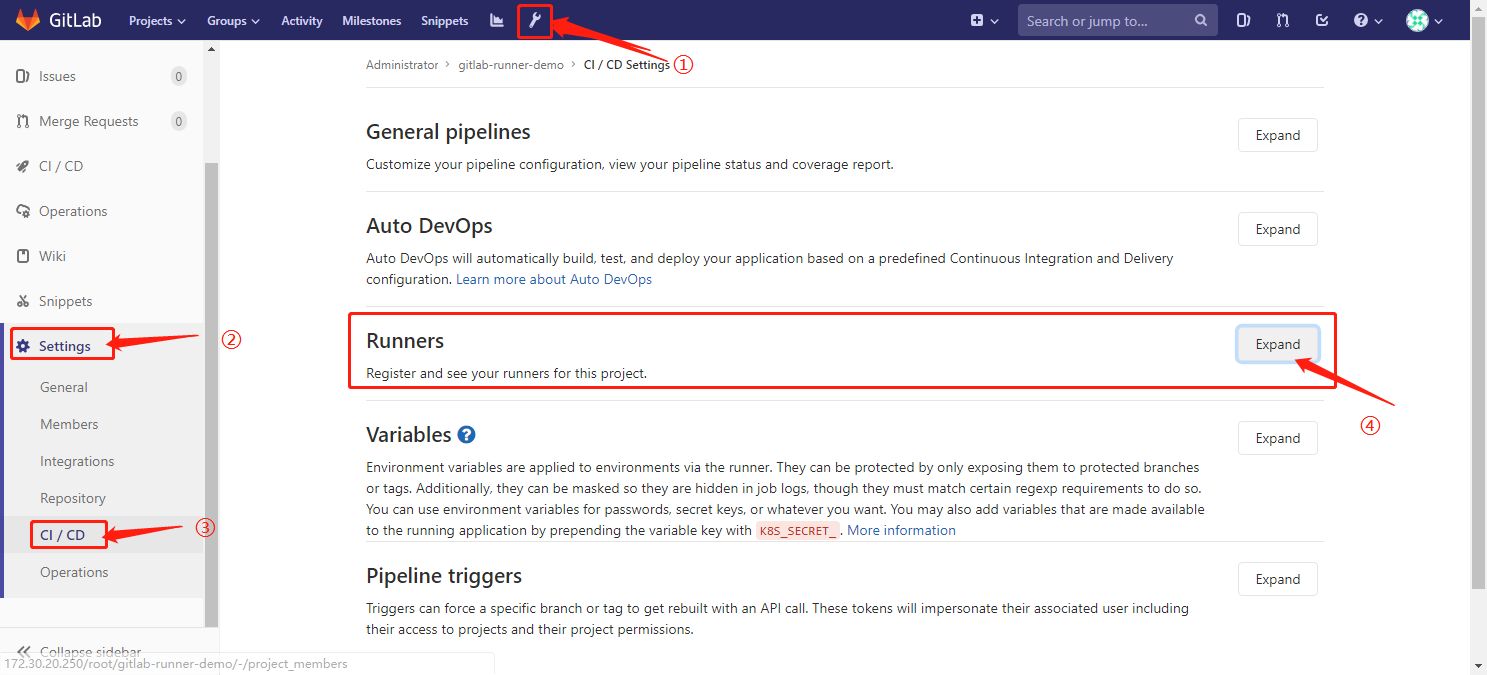 GitLab Projects Groups Activity Milestones Snippets Search or jump to...
①
Administrator > gitlab-runner-demo > CI / CD Settings
Issues 0
Merge Requests 0
CI / CD
Operations
Wiki
Snippets
Settings
②
General
Members
Integrations
Repository
CI / CD
③
Operations
Collapse sidebar
172.30.20.250/root/gitlab-runner-demo/-/project_members
General pipelines
Expand
Customize your pipeline configuration, view your pipeline status and coverage report.
Auto DevOps
Expand
Auto DevOps will automatically build, test, and deploy your application based on a predefined Continuous Integration and Delivery
configuration. Learn more about Auto DevOps
Runners
Expand
Register and see your runners for this project.
④
Variables
Expand
Environment variables are applied to environments via the runner. They can be protected by only exposing them to protected branches
or tags. Additionally, they can be masked so they are hidden in job logs, though they must match certain regexp requirements to do so.
You can use environment variables for passwords, secret keys, or whatever you want. You may also add variables that are made available
to the running application by prepending the variable key with K8S_SECRET_. More information
Pipeline triggers
Expand
Triggers can force a specific branch or tag to get rebuilt with an API call. These tokens will impersonate their associated user including
their access to projects and their project permissions.